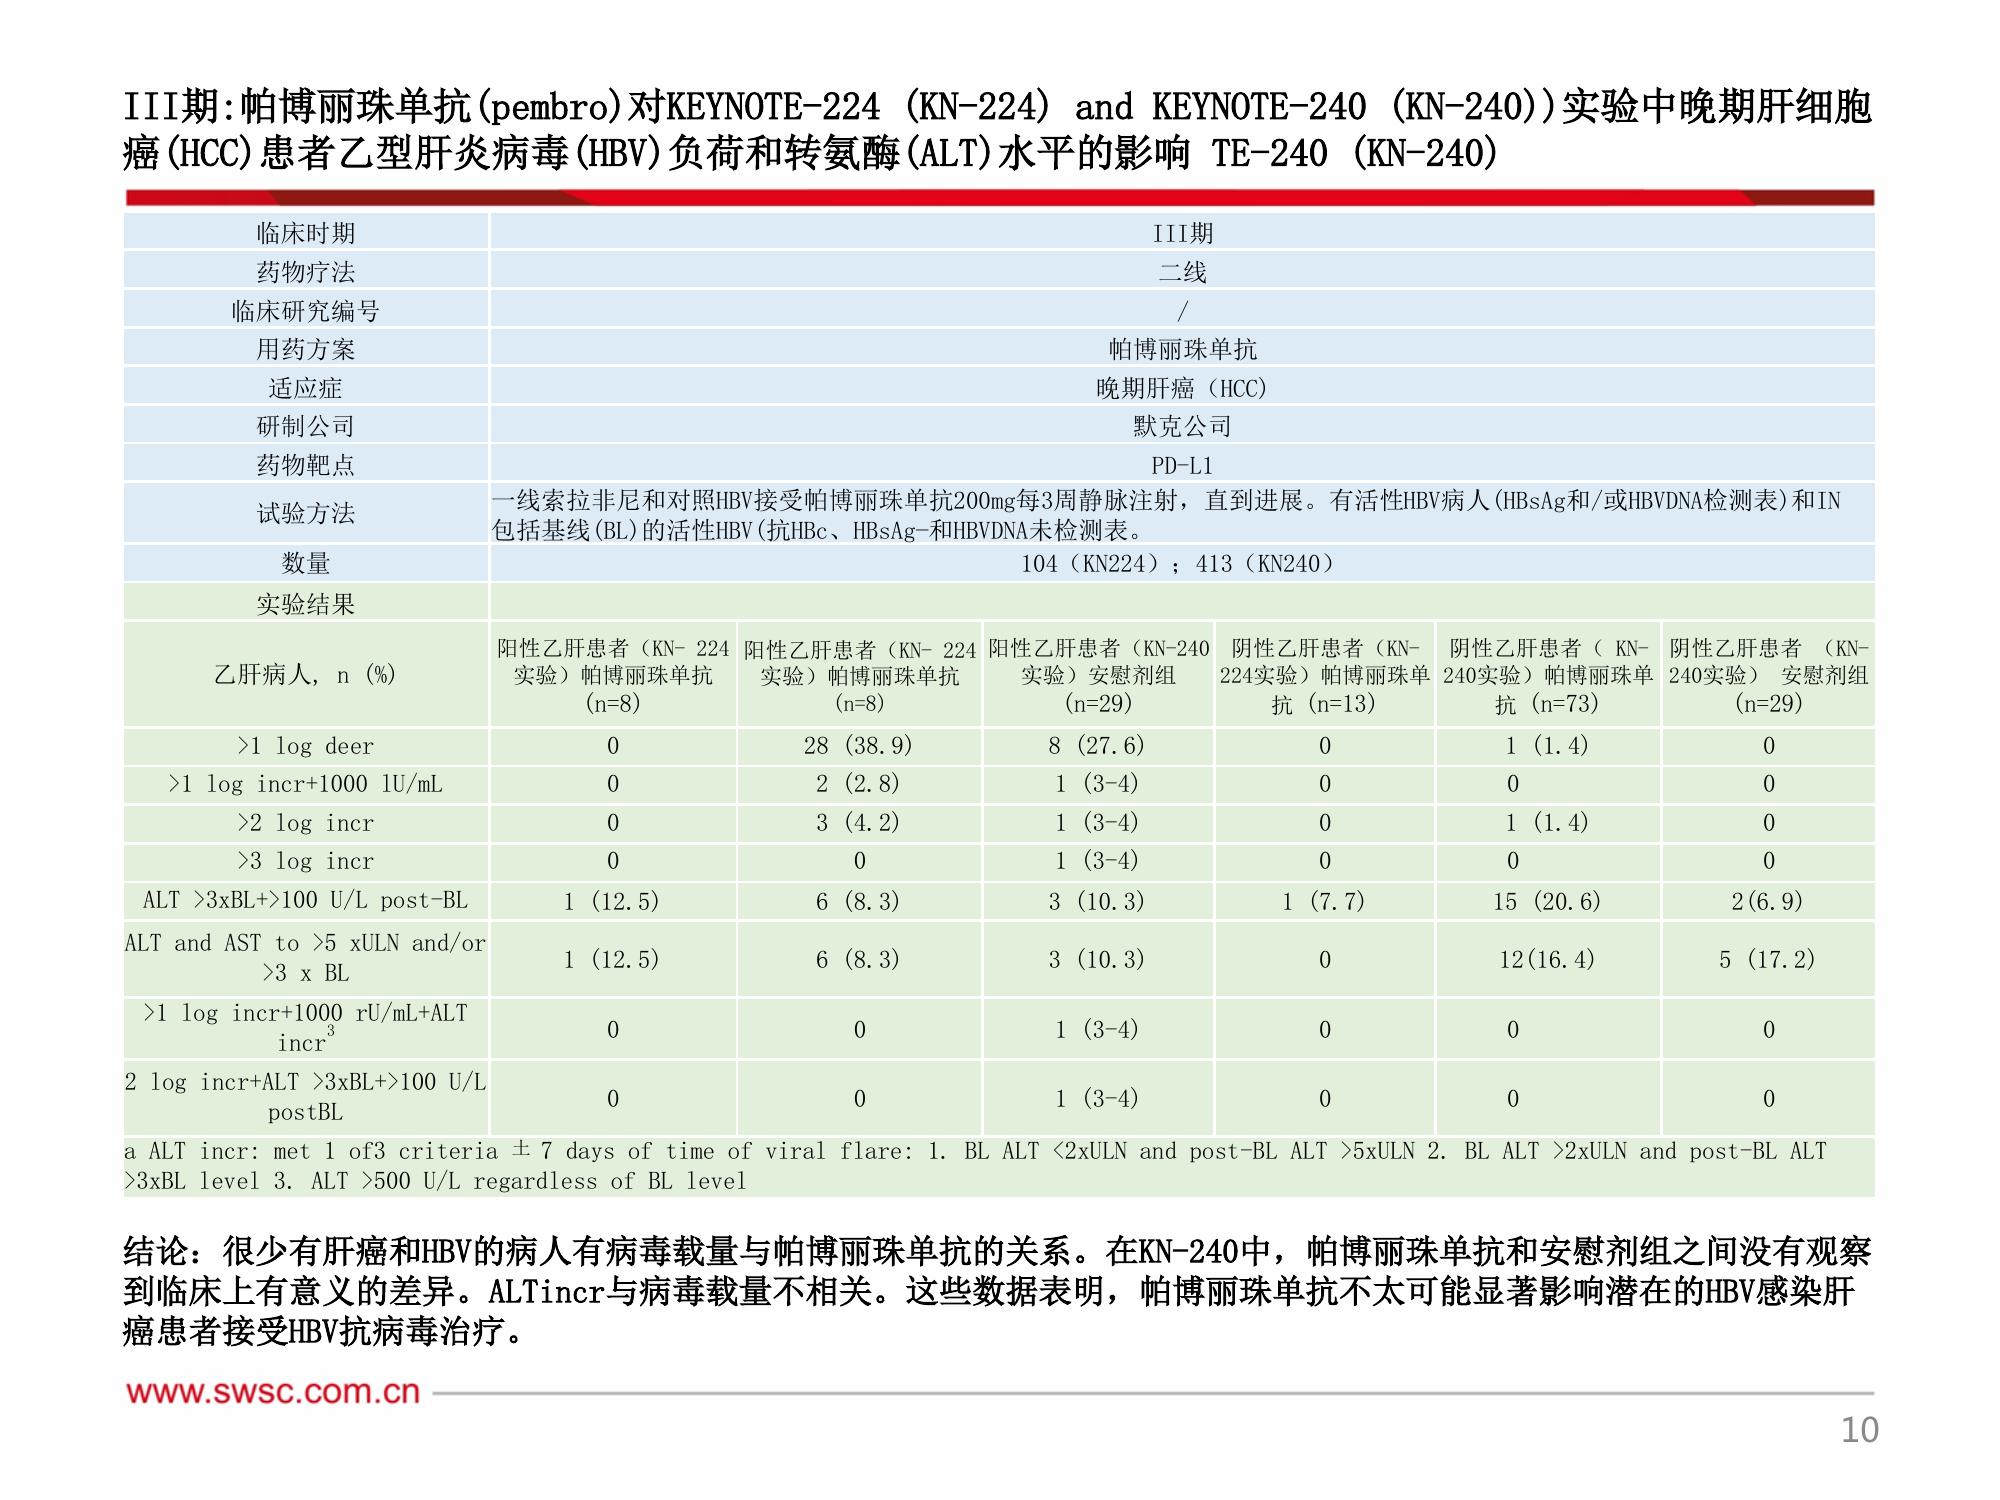 III期:帕博丽珠单抗(pembro)对KEYNOTE-224 (KN-224) and KEYNOTE-240 (KN-240))实验中晚期肝细胞
癌(HCC)患者乙型肝炎病毒(HBV)负荷和转氨酶(ALT)水平的影响 TE-240 (KN-240)
临床时期 III期
药物疗法 二线
临床研究编号 /
用药方案 帕博丽珠单抗
适应症 晚期肝癌（HCC)
研制公司 默克公司
药物靶点 PD-L1
试验方法
一线索拉非尼和对照HBV接受帕博丽珠单抗200mg每3周静脉注射，直到进展。有活性HBV病人(HBsAg和/或HBVDNA检测表)和IN
包括基线(BL)的活性HBV(抗HBc、HBsAg-和HBVDNA未检测表。
数量 104（KN224）；413（KN240）
实验结果
乙肝病人, n (%)
阳性乙肝患者（KN- 224
实验）帕博丽珠单抗
(n=8)
阳性乙肝患者（KN- 224
实验）帕博丽珠单抗
(n=8)
阳性乙肝患者（KN-240
实验）安慰剂组
(n=29)
阴性乙肝患者（KN-
224实验）帕博丽珠单
抗 (n=13)
阴性乙肝患者（ KN-
240实验）帕博丽珠单
抗 (n=73)
阴性乙肝患者 （KN-
240实验） 安慰剂组
(n=29)
>1 log deer 0 28 (38.9) 8 (27.6) 0 1 (1.4) 0
>1 log incr+1000 lU/mL 0 2 (2.8) 1 (3-4) 0 0 0
>2 log incr 0 3 (4.2) 1 (3-4) 0 1 (1.4) 0
>3 log incr 0 0 1 (3-4) 0 0 0
ALT >3xBL+>100 U/L post-BL 1 (12.5) 6 (8.3) 3 (10.3) 1 (7.7) 15 (20.6) 2(6.9)
ALT and AST to >5 xULN and/or
>3 x BL
1 (12.5) 6 (8.3) 3 (10.3) 0 12(16.4) 5 (17.2)
>1 log incr+1000 rU/mL+ALT
incr3
0 0 1 (3-4) 0 0 0
2 log incr+ALT >3xBL+>100 U/L
postBL
0 0 1 (3-4) 0 0 0
a ALT incr: met 1 of3 criteria 土 7 days of time of viral flare: 1. BL ALT <2xULN and post-BL ALT >5xULN 2. BL ALT >2xULN and post-BL ALT
>3xBL level 3. ALT >500 U/L regardless of BL level
结论：很少有肝癌和HBV的病人有病毒载量与帕博丽珠单抗的关系。在KN-240中，帕博丽珠单抗和安慰剂组之间没有观察
到临床上有意义的差异。ALTincr与病毒载量不相关。这些数据表明，帕博丽珠单抗不太可能显著影响潜在的HBV感染肝
癌患者接受HBV抗病毒治疗。
www.swsc.com.cn
10